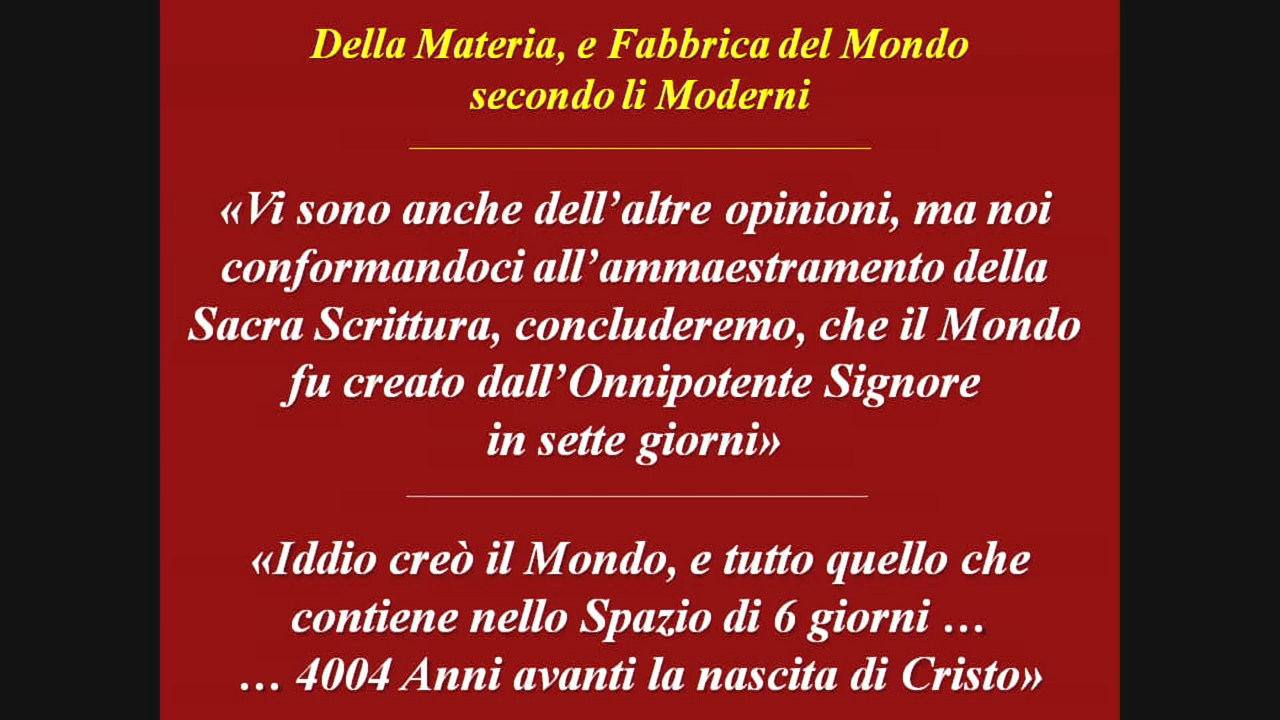 Della Materia, e Fabbrica del Mondo
secondo li Moderni
«Vi sono anche dell’altre opinioni, ma noi
conformandoci all’ammaestramento della
Sacra Scrittura, concluderemo, che il Mondo
fu creato dall’Onnipotente Signore
in sette giorni»
«Iddio creò il Mondo, e tutto quello che
contiene nello Spazio di 6 giorni …
… 4004 Anni avanti la nascita di Cristo»